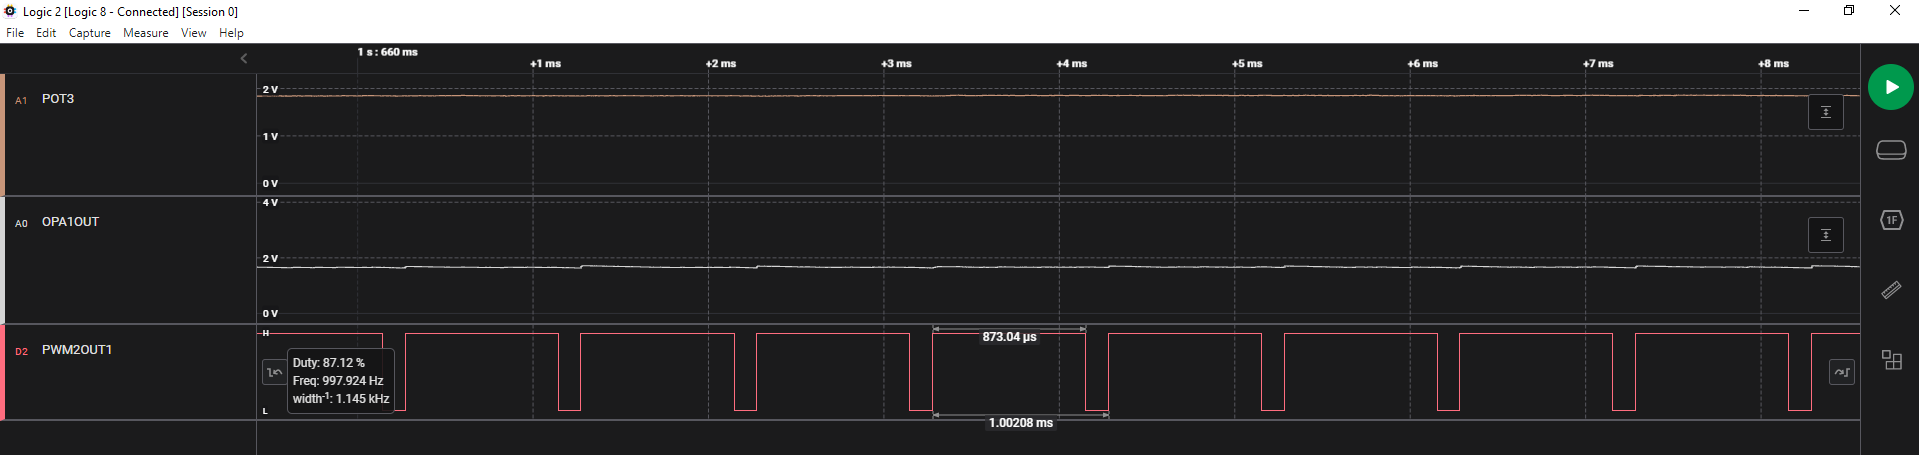 Logic 2 [Logic 8 - Connected] [Session 0]
File Edit Capture Measure View Help
1 s : 660 ms
+1 ms +2 ms +3 ms +4 ms +5 ms +6 ms +7 ms +8 ms
A1 POT3
2 V
1 V
0 V
A0 OPA1OUT
4 V
2 V
0 V
D2 PWM2OUT1
H
L
873.04 µs
Duty: 87.12 %
Freq: 997.924 Hz
width-1: 1.145 kHz
1.00208 ms
1F